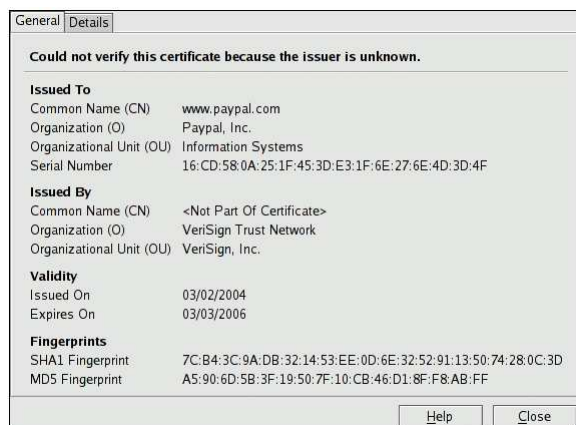 General Details
Could not verify this certificate because the issuer is unknown.
Issued To
Common Name (CN) www.paypal.com
Organization (O) Paypal, Inc.
Organizational Unit (OU) Information Systems
Serial Number 16:CD:58:0A:25:1F:45:3D:E3:1F:6E:27:6E:4D:3D:4F
Issued By
Common Name (CN) <Not Part Of Certificate>
Organization (O) VeriSign Trust Network
Organizational Unit (OU) VeriSign, Inc.
Validity
Issued On 03/02/2004
Expires On 03/03/2006
Fingerprints
SHA1 Fingerprint 7C:B4:3C:9A:DB:32:14:53:EE:0D:6E:32:52:91:13:50:74:28:0C:3D
MD5 Fingerprint A5:90:6D:5B:3F:19:50:7F:10:CB:46:D1:8F:F8:AB:FF
Help Close